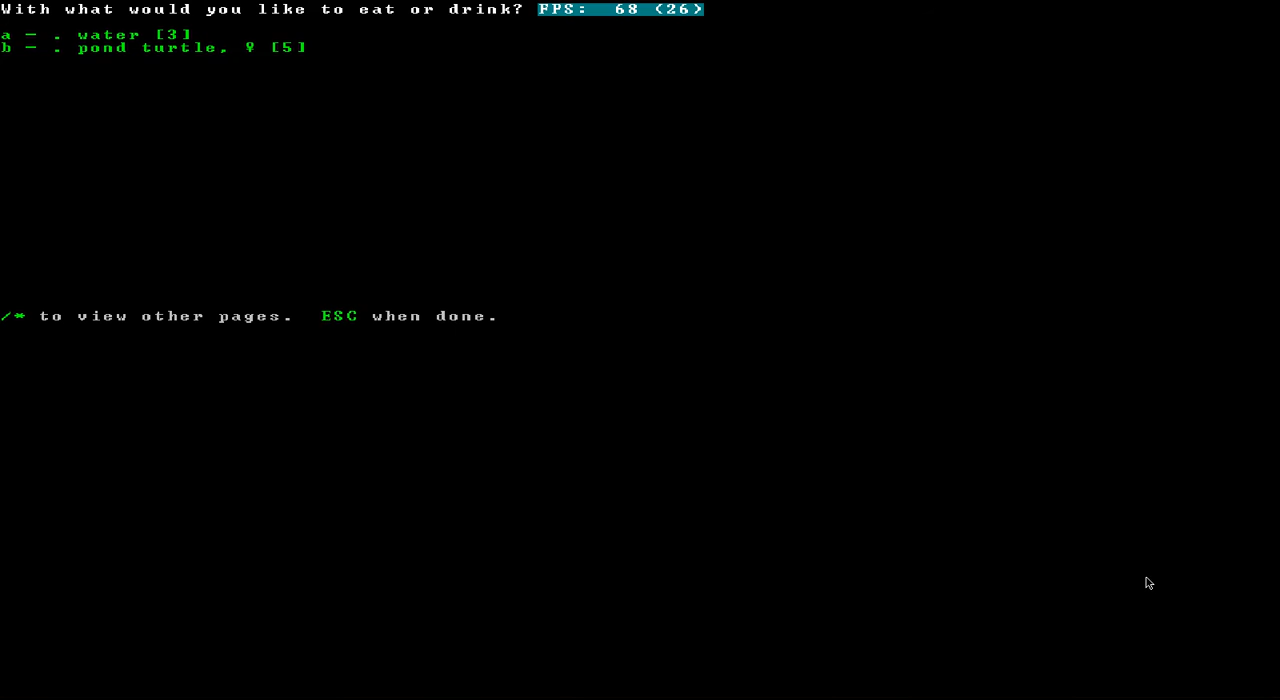 With what would you like to eat or drink? FPS: 68 (26)
a - . water [3]
b - . pond turtle, ♀ [5]
/* to view other pages. ESC when done.